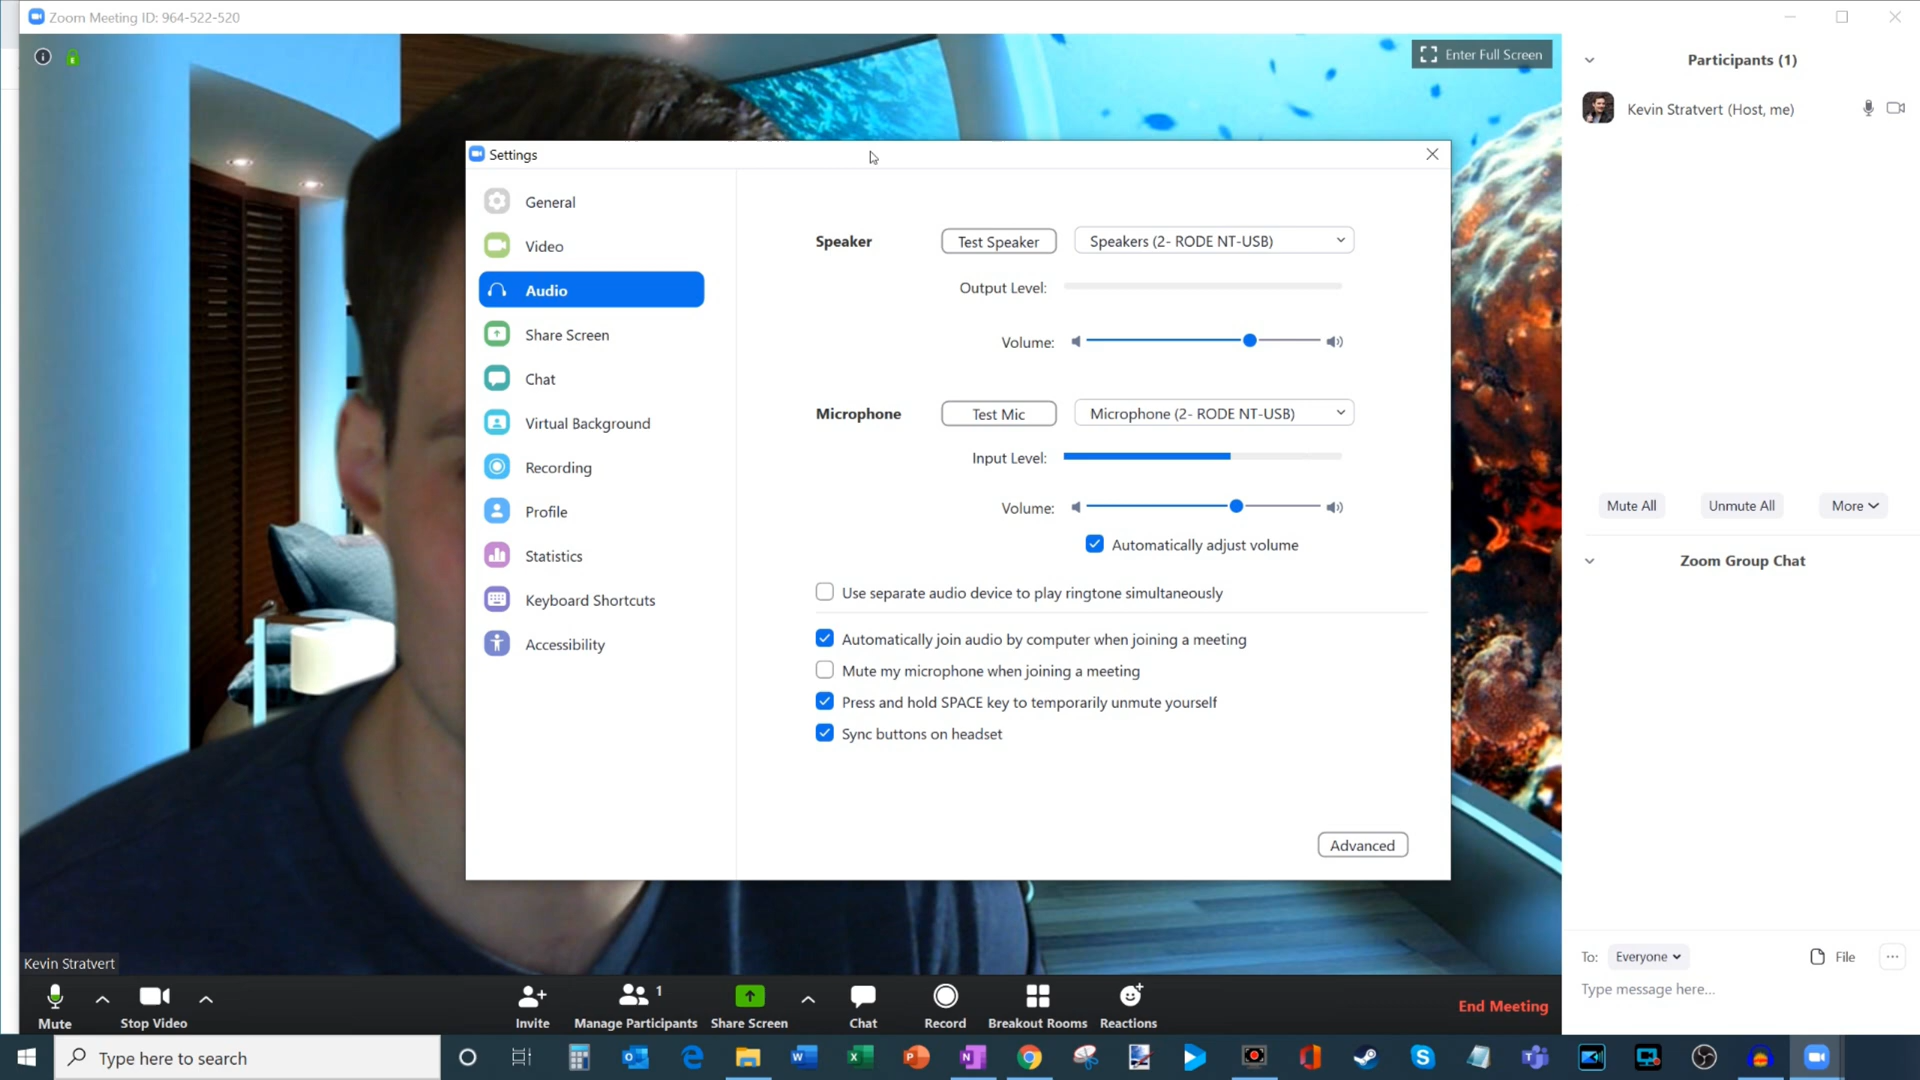 Zoom Meeting ID: 964-522-520
Enter Full Screen
Participants (1)
Kevin Stratvert (Host, me)
Settings
General
Video
Audio
Share Screen
Chat
Virtual Background
Recording
Profile
Statistics
Keyboard Shortcuts
Accessibility
Speaker
Test Speaker
Speakers (2- RODE NT-USB)
Output Level:
Volume:
Microphone
Test Mic
Microphone (2- RODE NT-USB)
Input Level:
Volume:
Automatically adjust volume
Use separate audio device to play ringtone simultaneously
Automatically join audio by computer when joining a meeting
Mute my microphone when joining a meeting
Press and hold SPACE key to temporarily unmute yourself
Sync buttons on headset
Advanced
Mute All
Unmute All
More
Zoom Group Chat
To: Everyone
File
Type message here...
Kevin Stratvert
Mute
Stop Video
Invite
1
Manage Participants
Share Screen
Chat
Record
Breakout Rooms
Reactions
End Meeting
Type here to search